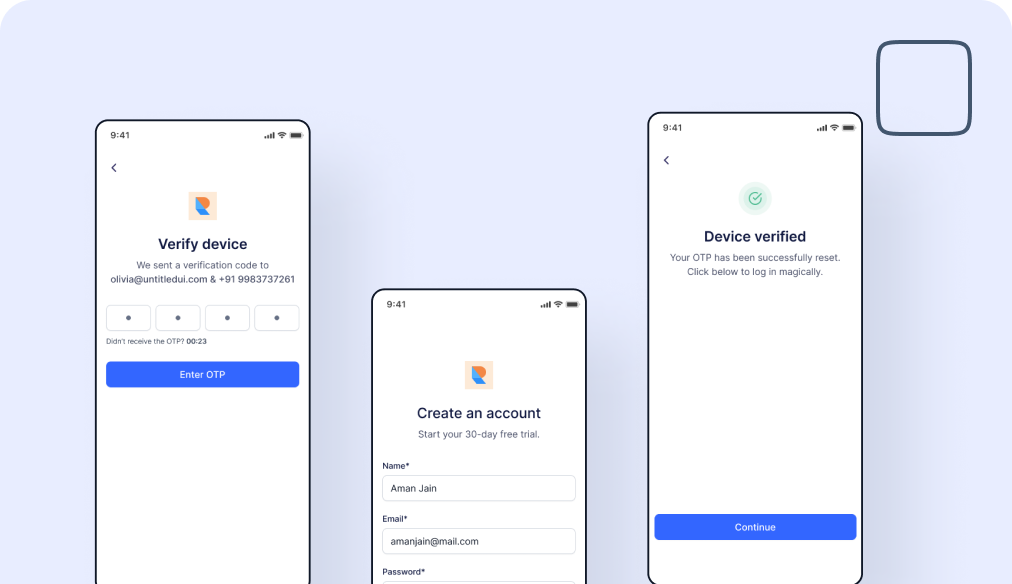 9:41
Verify device
We sent a verification code to
olivia@untitledui.com & +91 9983737261
Didn't receive the OTP? 00:23
Enter OTP
9:41
Create an account
Start your 30-day free trial.
Name*
Aman Jain
Email*
amanjain@mail.com
Password*
9:41
Device verified
Your OTP has been successfully reset.
Click below to log in magically.
Continue